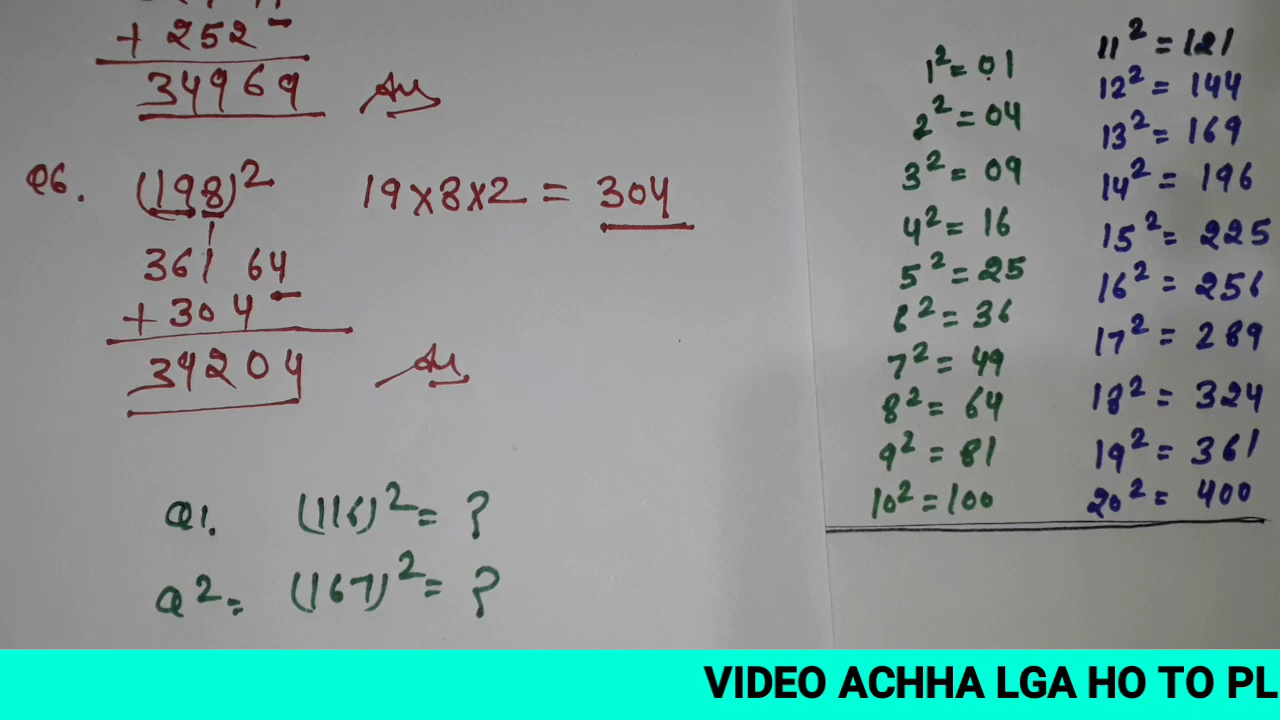 + 252
34969 Ans
Q6. (198)² 19×8×2 = 304
361 64
+ 304
39204 Ans
Q1. (116)² = ?
Q2 = (167)² = ?
1² = 01
2² = 04
3² = 09
4² = 16
5² = 25
6² = 36
7² = 49
8² = 64
9² = 81
10² = 100
11² = 121
12² = 144
13² = 169
14² = 196
15² = 225
16² = 256
17² = 289
18² = 324
19² = 361
20² = 400
VIDEO ACHHA LGA HO TO PL